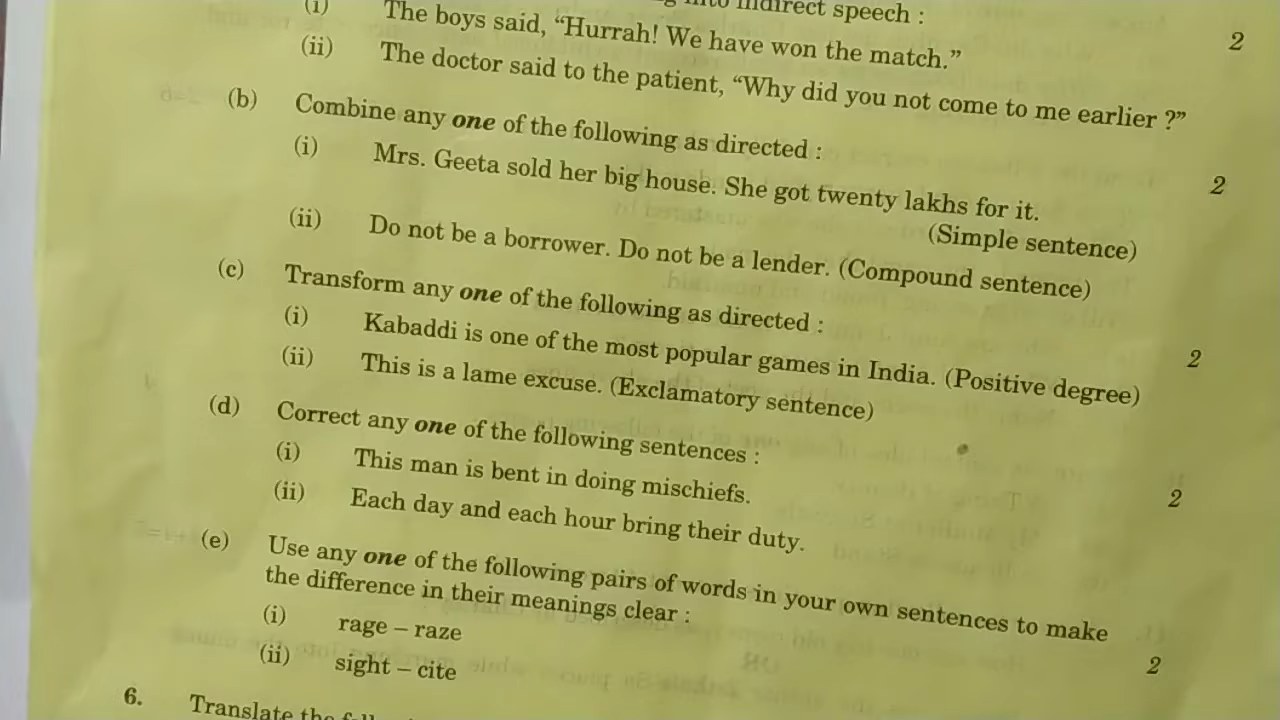 into indirect speech :
(i) The boys said, “Hurrah! We have won the match.” 2
(ii) The doctor said to the patient, “Why did you not come to me earlier ?”
(b) Combine any one of the following as directed :
(i) Mrs. Geeta sold her big house. She got twenty lakhs for it. 2
(Simple sentence)
(ii) Do not be a borrower. Do not be a lender. (Compound sentence)
(c) Transform any one of the following as directed :
(i) Kabaddi is one of the most popular games in India. (Positive degree) 2
(ii) This is a lame excuse. (Exclamatory sentence)
(d) Correct any one of the following sentences :
(i) This man is bent in doing mischiefs. 2
(ii) Each day and each hour bring their duty.
(e) Use any one of the following pairs of words in your own sentences to make
the difference in their meanings clear :
(i) rage – raze 2
(ii) sight – cite
6. Translate the